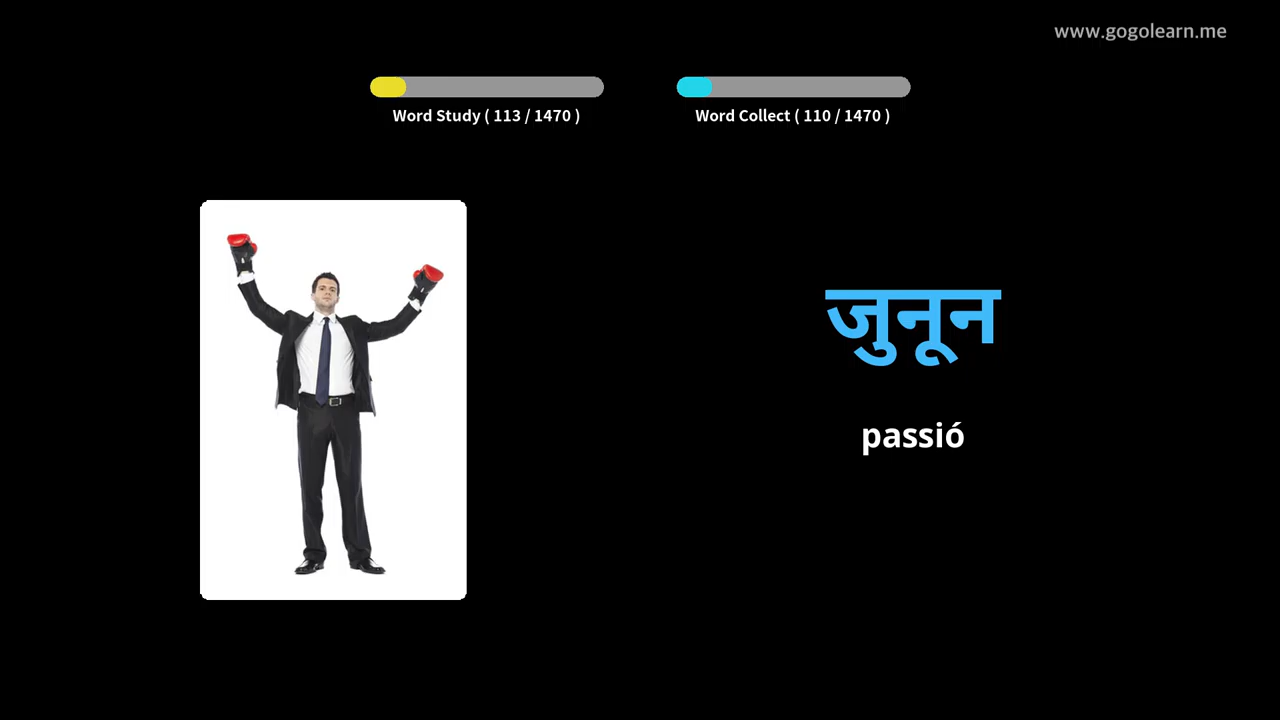 www.gogolearn.me
Word Study ( 113 / 1470 )
Word Collect ( 110 / 1470 )
जुनून
passió